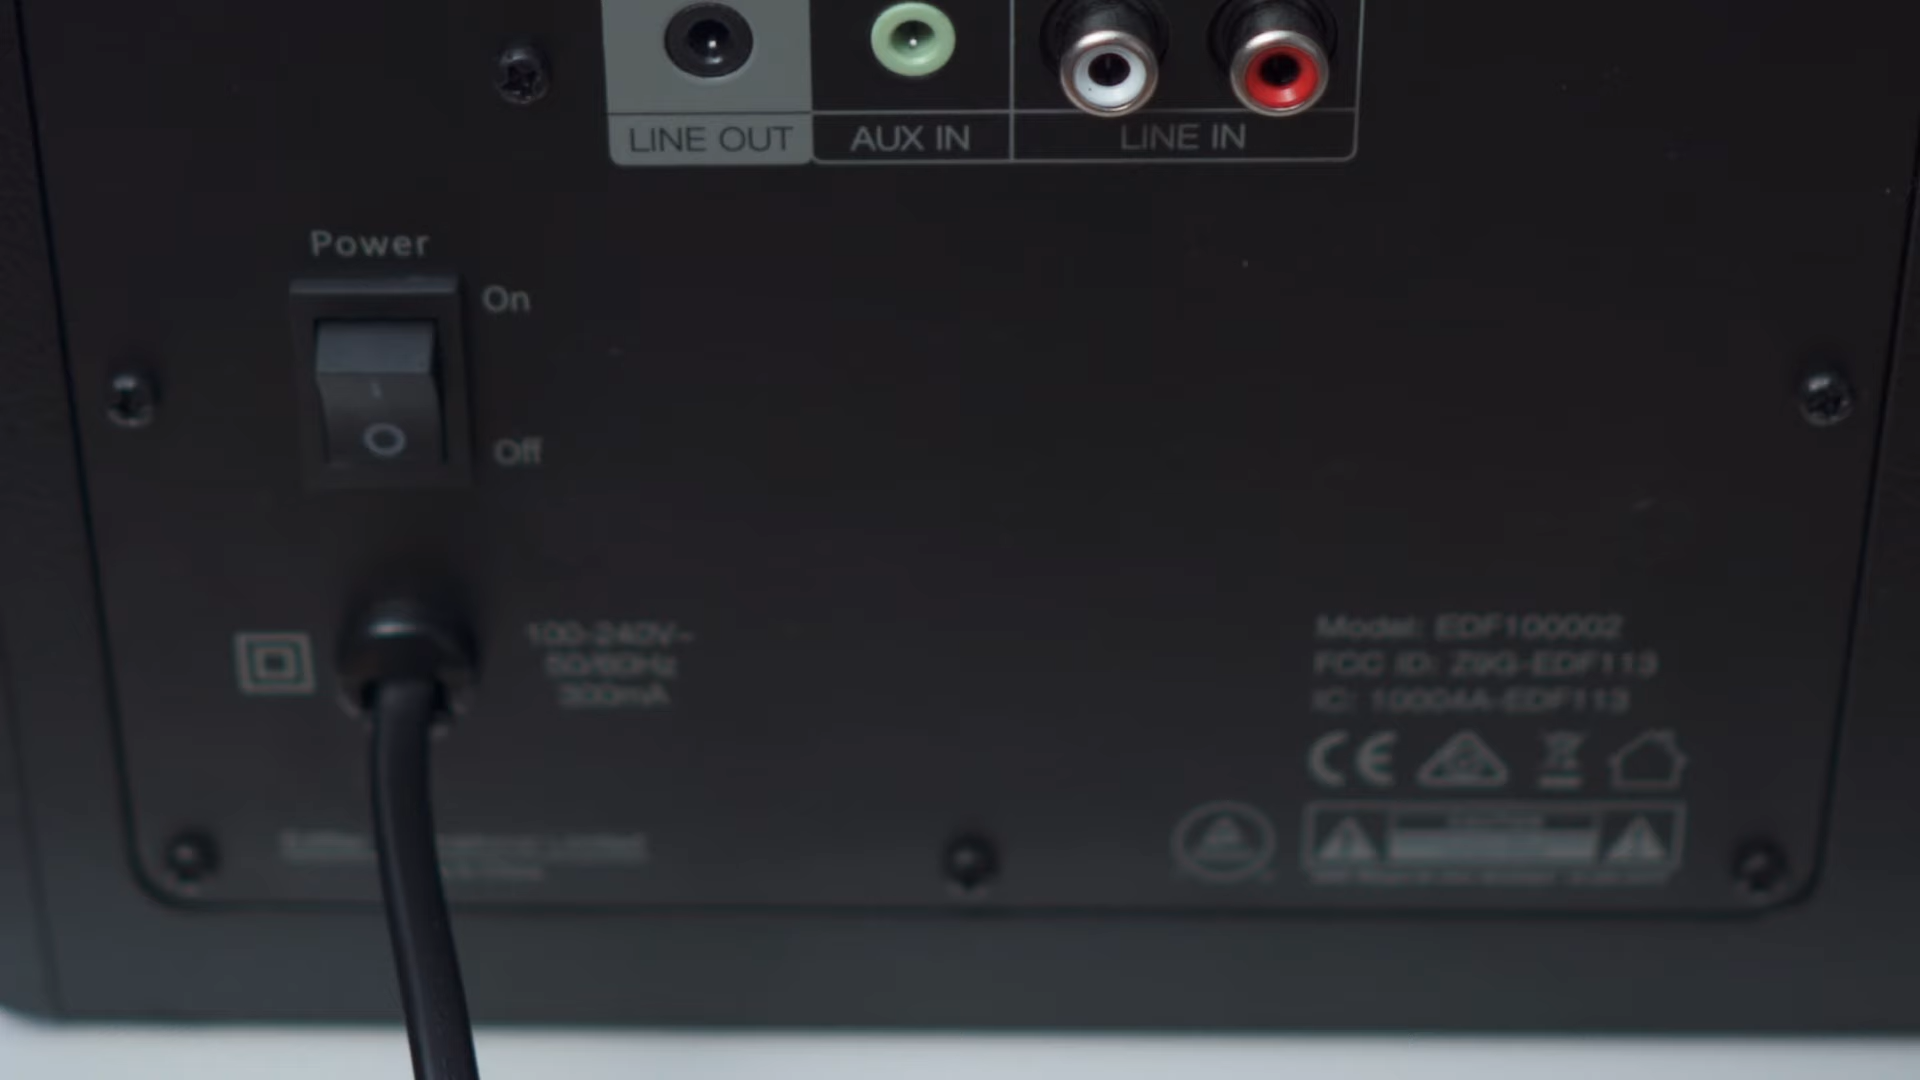 LINE OUT AUX IN LINE IN
Power
On
Off
100-240V~
50/60Hz
300mA
Model: EDF100002
FCC ID: Z9G-EDF113
IC: 10004A-EDF113
CE